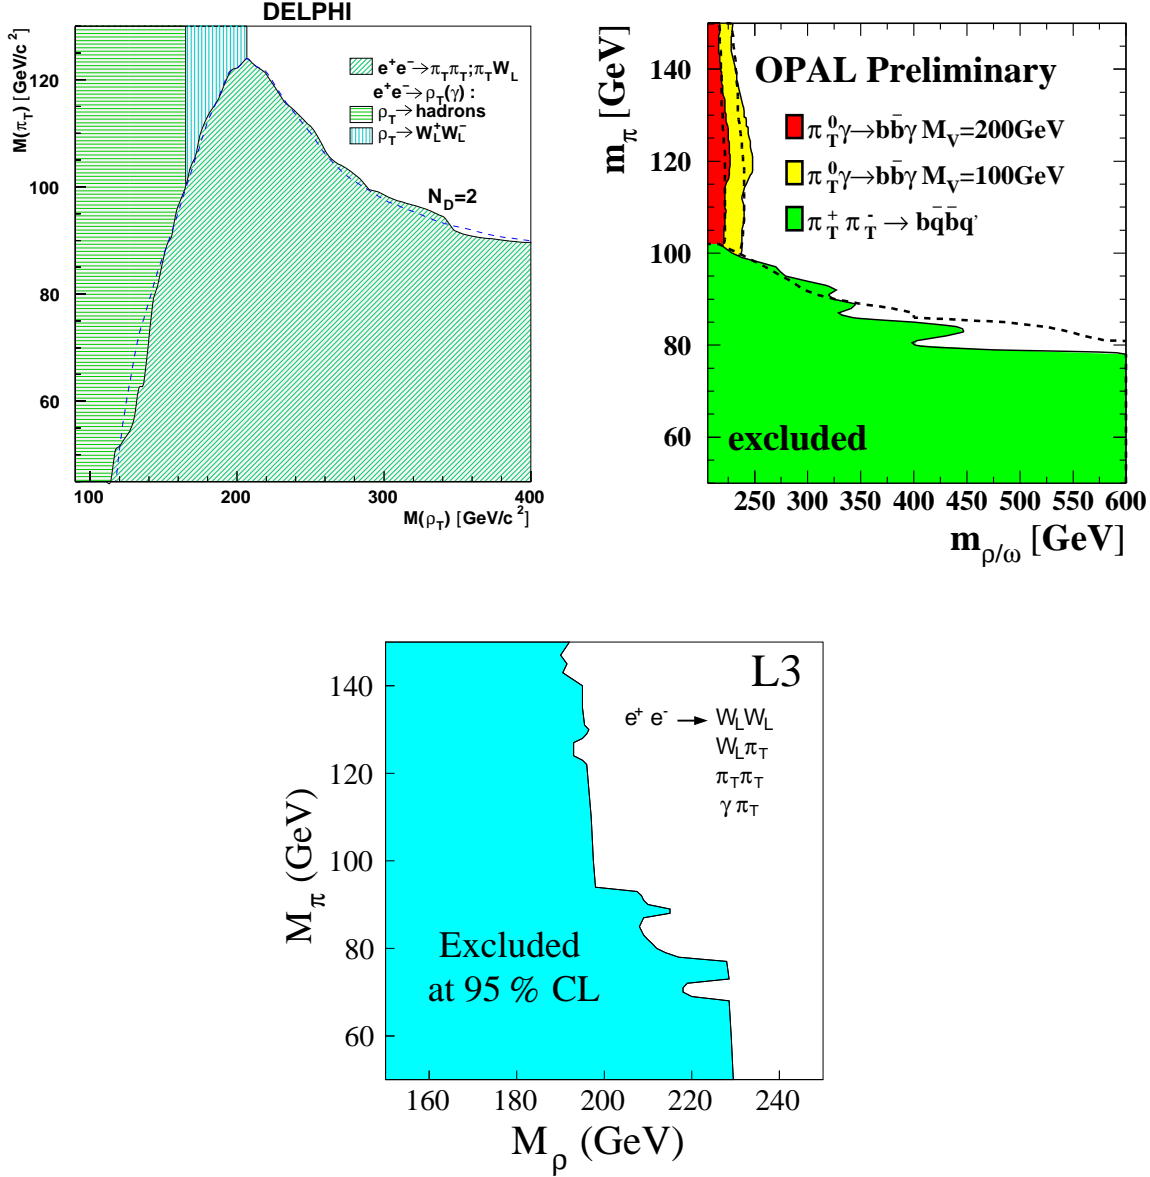 DELPHI
M(π_T) [GeV/c²]
120
100
80
60
e⁺e⁻→π_Tπ_T;π_TW_L
e⁺e⁻→ρ_T(γ) :
ρ_T→hadrons
ρ_T→W_L⁺W_L⁻
N_D=2
100 200 300 400
M(ρ_T) [GeV/c²]
m_π [GeV]
140
120
100
80
60
OPAL Preliminary
π_T⁰γ→bb̄γ M_V=200GeV
π_T⁰γ→bb̄γ M_V=100GeV
π_T⁺π_T⁻→ bq̄b̄q'
excluded
250 300 350 400 450 500 550 600
m_ρ/ω [GeV]
M_π (GeV)
140
120
100
80
60
L3
e⁺ e⁻ → W_LW_L
W_Lπ_T
π_Tπ_T
γ π_T
Excluded
at 95 % CL
160 180 200 220 240
M_ρ (GeV)